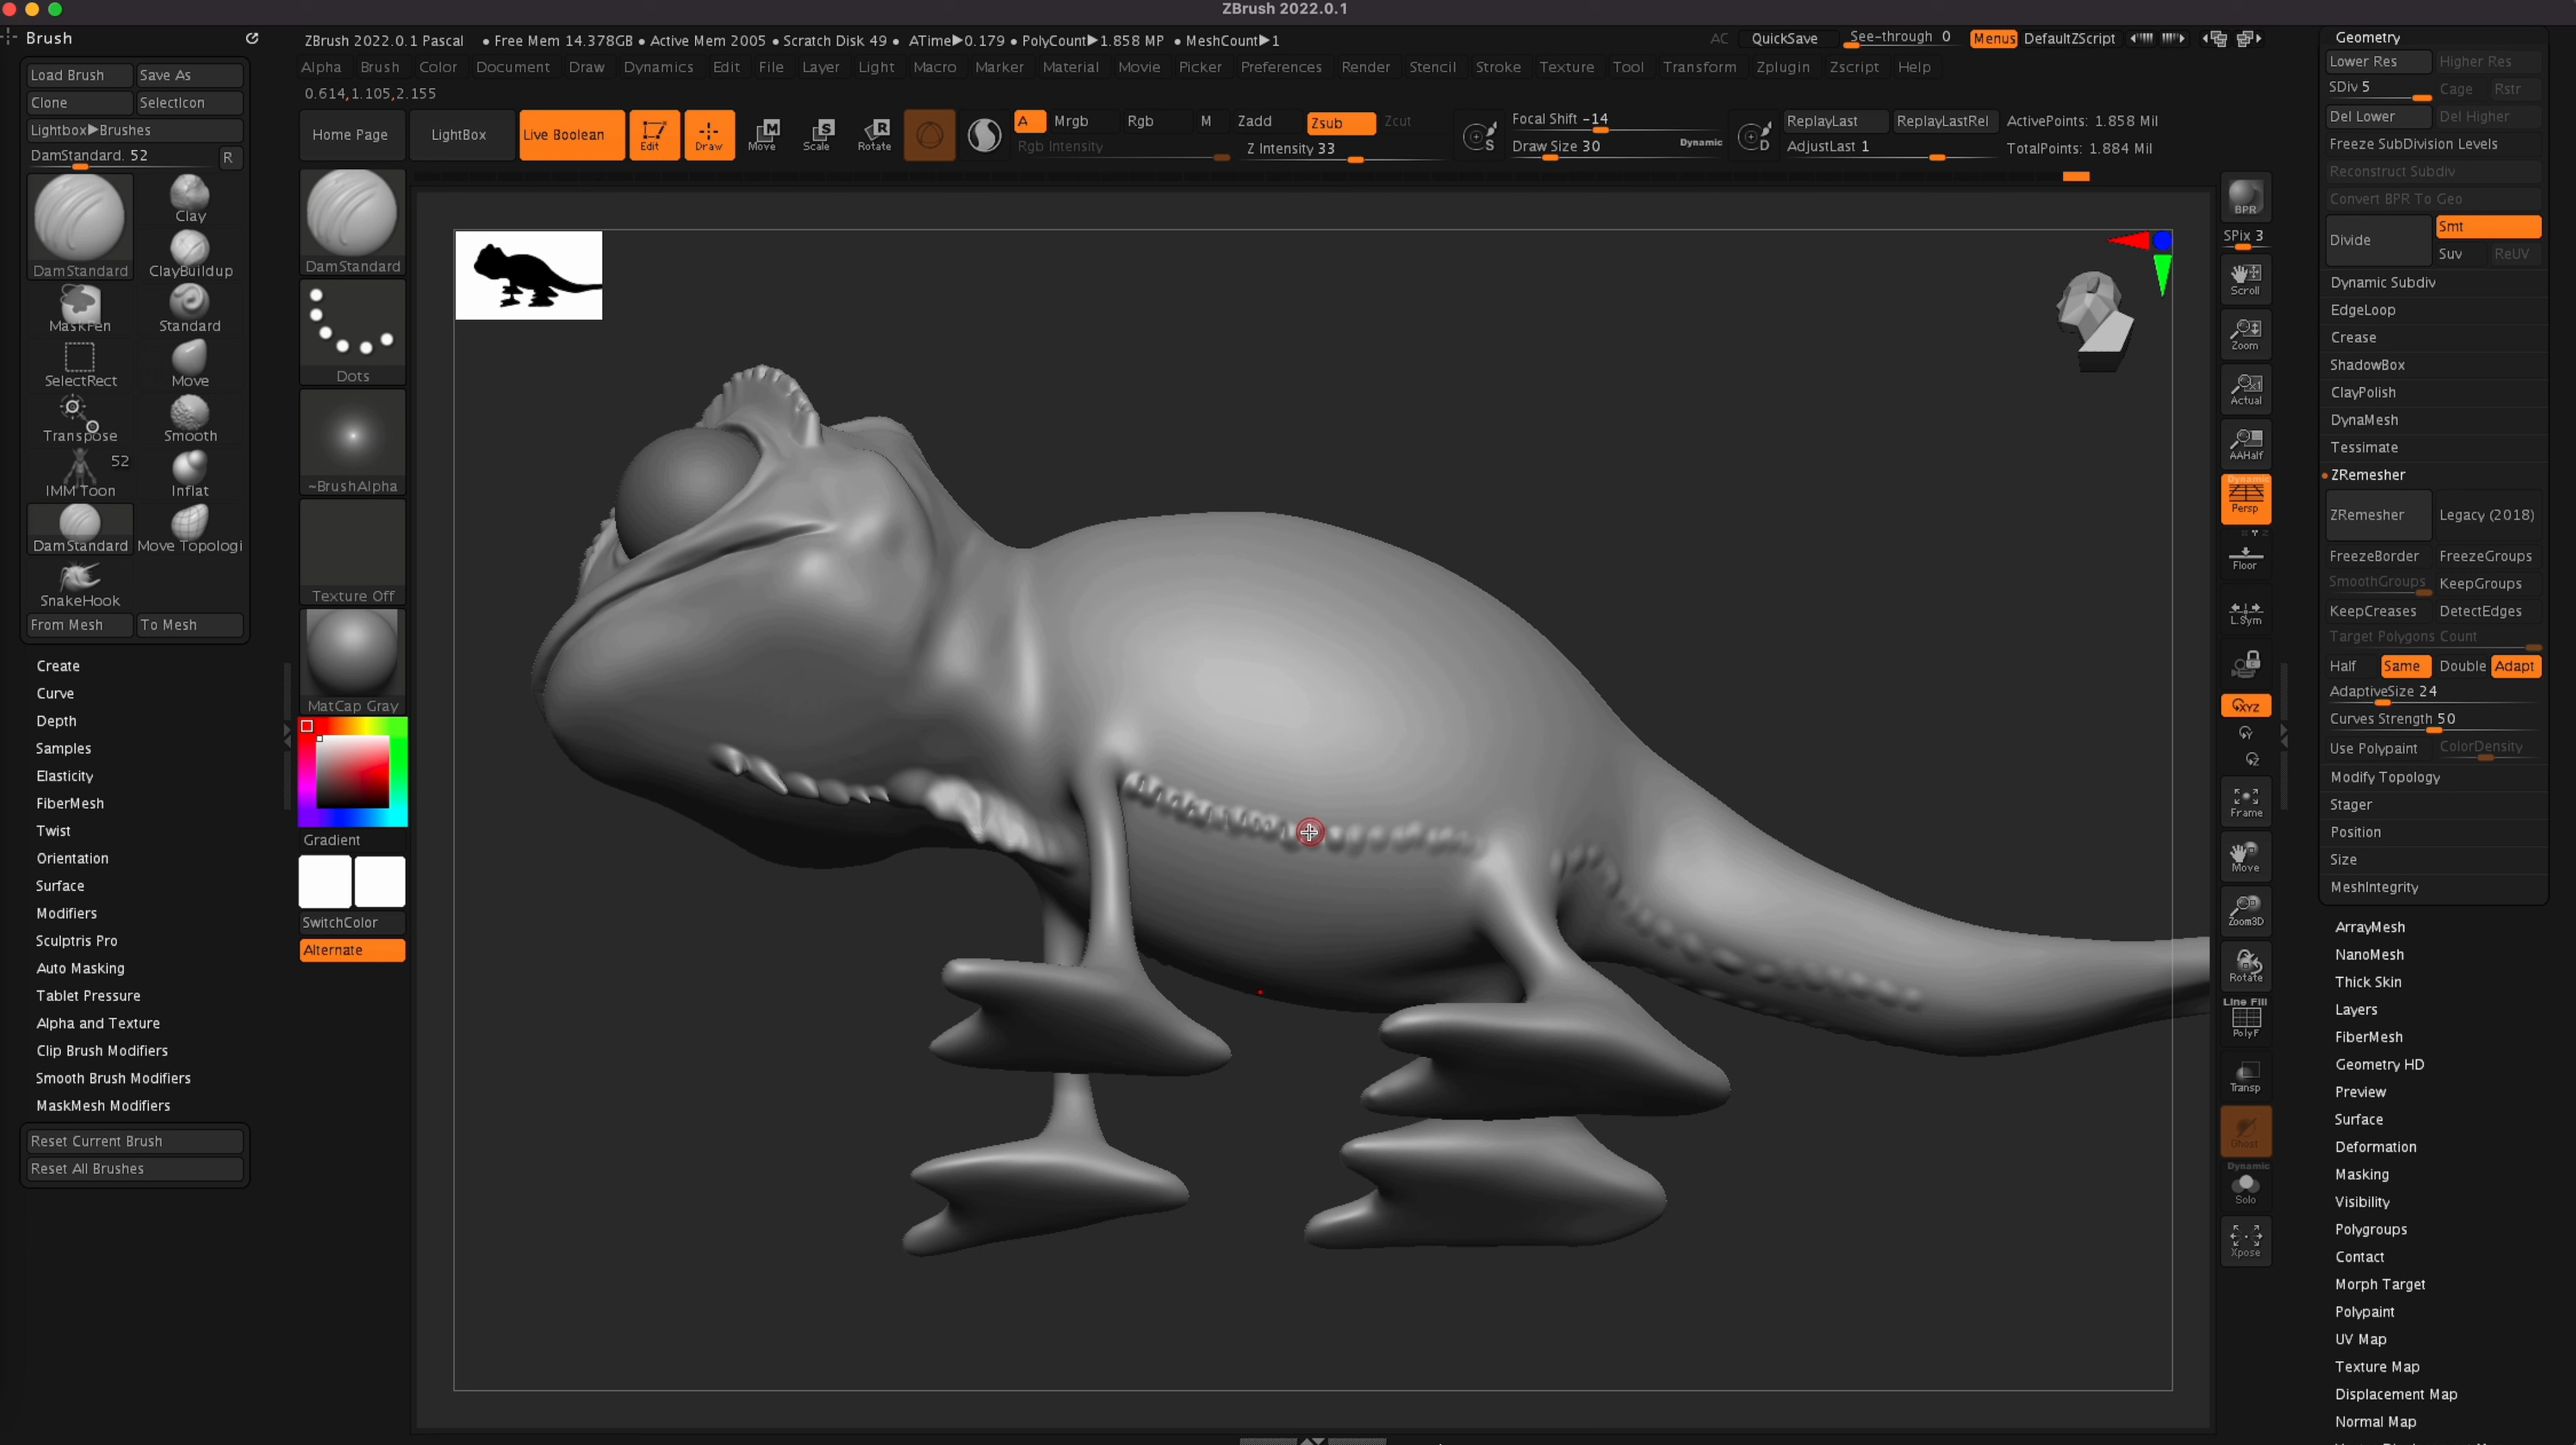 ZBrush 2022.0.1
Brush
ZBrush 2022.0.1 Pascal • Free Mem 14.378GB • Active Mem 2005 • Scratch Disk 49 • ATime▶0.179 • PolyCount▶1.858 MP • MeshCount▶1
AC QuickSave See-through 0 Menus DefaultZScript
Alpha Brush Color Document Draw Dynamics Edit File Layer Light Macro Marker Material Movie Picker Preferences Render Stencil Stroke Texture Tool Transform Zplugin Zscript Help
0.614,1.105,2.155
Load Brush Save As
Clone SelectIcon
Lightbox▶Brushes
DamStandard. 52 R
Clay
DamStandard ClayBuildup
MaskPen Standard
SelectRect Move
Transpose Smooth
52
IMM Toon Inflat
DamStandard Move Topologi
SnakeHook
From Mesh To Mesh
Create
Curve
Depth
Samples
Elasticity
FiberMesh
Twist
Orientation
Surface
Modifiers
Sculptris Pro
Auto Masking
Tablet Pressure
Alpha and Texture
Clip Brush Modifiers
Smooth Brush Modifiers
MaskMesh Modifiers
Reset Current Brush
Reset All Brushes
Home Page LightBox Live Boolean Edit Draw Move Scale Rotate
A Mrgb Rgb M Zadd Zsub Zcut
Rgb Intensity Z Intensity 33
S
Focal Shift -14
Draw Size 30 Dynamic
D
ReplayLast ReplayLastRel ActivePoints: 1.858 Mil
AdjustLast 1 TotalPoints: 1.884 Mil
DamStandard
Dots
~BrushAlpha
Texture Off
MatCap Gray
Gradient
SwitchColor
Alternate
BPR
SPix 3
Scroll
Zoom
Actual
AAHalf
Dynamic
Persp
Floor
L.Sym
XYZ
Frame
Move
Zoom3D
Rotate
Line Fill
PolyF
Transp
Ghost
Dynamic
Solo
Xpose
Geometry
Lower Res Higher Res
SDiv 5 Cage Rstr
Del Lower Del Higher
Freeze SubDivision Levels
Reconstruct Subdiv
Convert BPR To Geo
Divide Smt
Suv ReUV
Dynamic Subdiv
EdgeLoop
Crease
ShadowBox
ClayPolish
DynaMesh
Tessimate
ZRemesher
ZRemesher Legacy (2018)
FreezeBorder FreezeGroups
SmoothGroups KeepGroups
KeepCreases DetectEdges
Target Polygons Count
Half Same Double Adapt
AdaptiveSize 24
Curves Strength 50
Use Polypaint ColorDensity
Modify Topology
Stager
Position
Size
MeshIntegrity
ArrayMesh
NanoMesh
Thick Skin
Layers
FiberMesh
Geometry HD
Preview
Surface
Deformation
Masking
Visibility
Polygroups
Contact
Morph Target
Polypaint
UV Map
Texture Map
Displacement Map
Normal Map